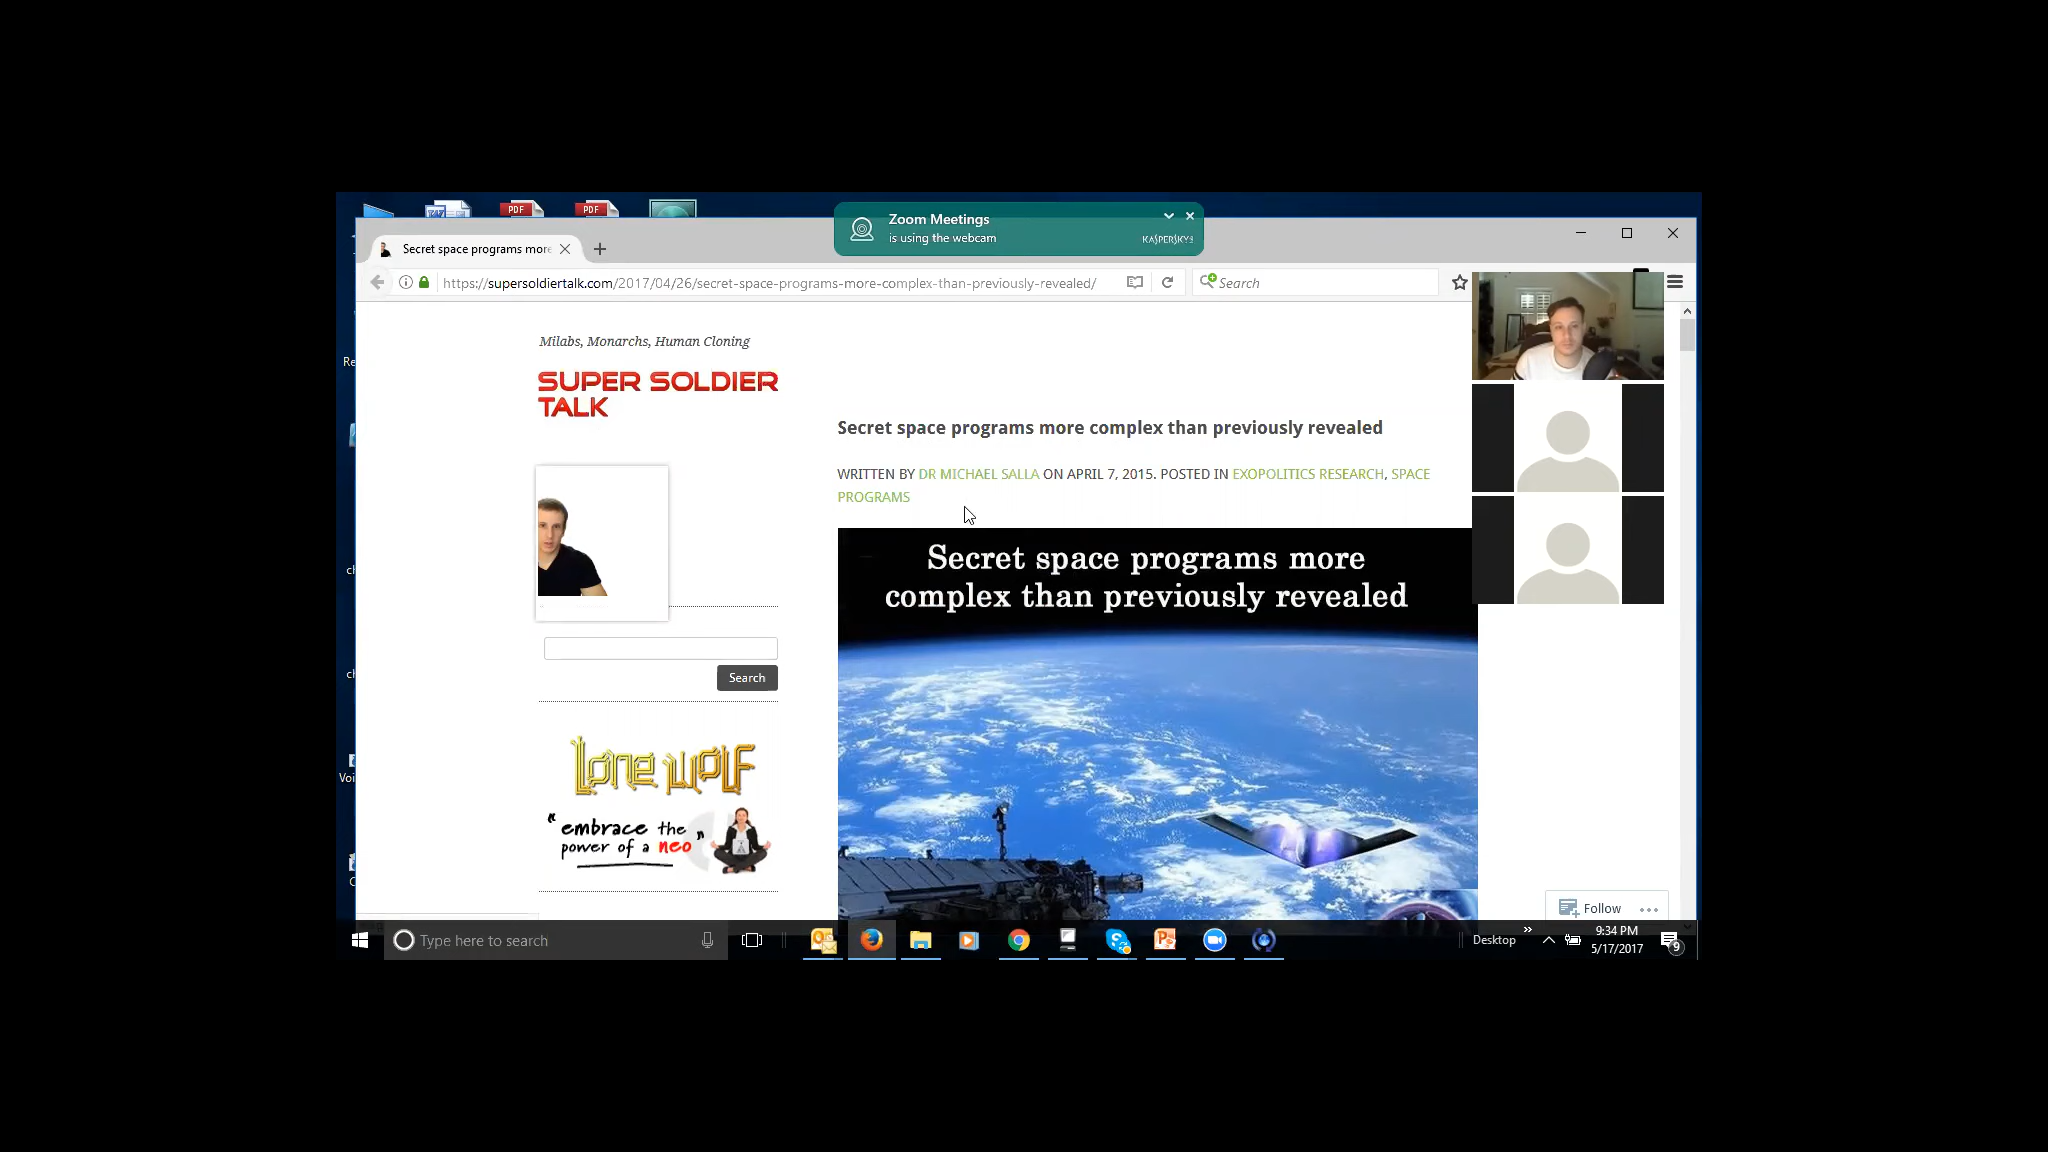 Zoom Meetings
is using the webcam
KASPERSKY
Secret space programs more
https://supersoldiertalk.com/2017/04/26/secret-space-programs-more-complex-than-previously-revealed/
Search
Milabs, Monarchs, Human Cloning
SUPER SOLDIER
TALK
Secret space programs more complex than previously revealed
WRITTEN BY DR MICHAEL SALLA ON APRIL 7, 2015. POSTED IN EXOPOLITICS RESEARCH, SPACE
PROGRAMS
Secret space programs more
complex than previously revealed
Search
Lone Wolf
"embrace the
power of a neo"
Follow
Type here to search
Desktop
9:34 PM
5/17/2017
9
PDF
PDF